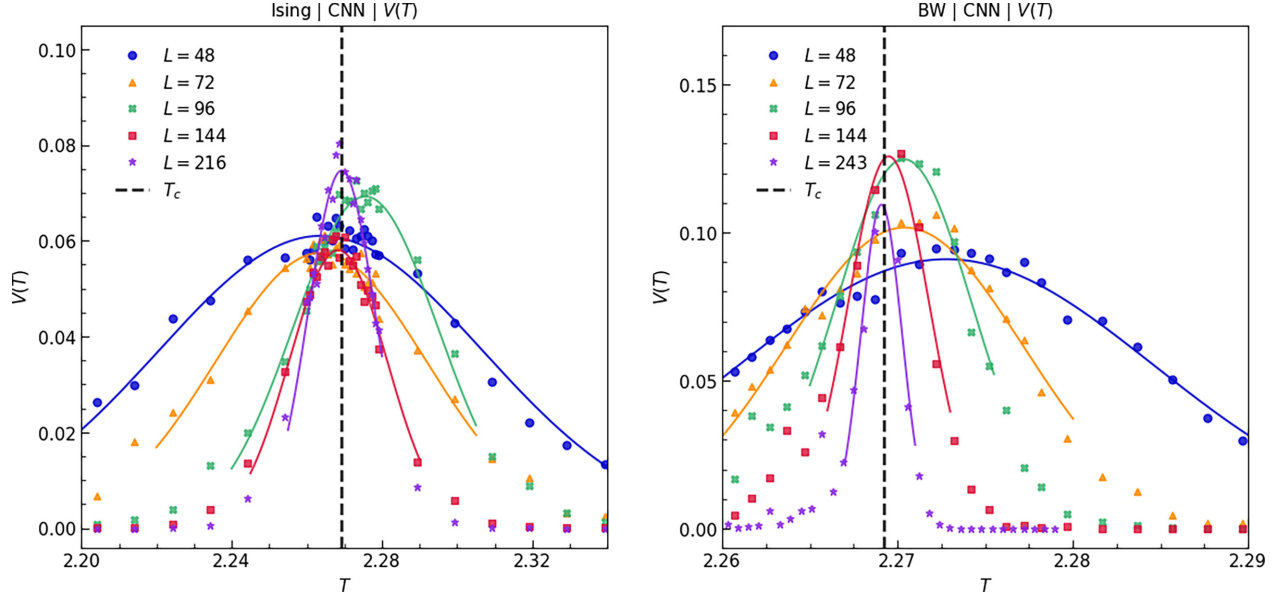 Ising | CNN | V(T)
0.10
0.08
0.06
0.04
0.02
0.00
V(T)
L = 48
L = 72
L = 96
L = 144
L = 216
T_c
2.20
2.24
2.28
2.32
T
BW | CNN | V(T)
0.15
0.10
0.05
0.00
V(T)
L = 48
L = 72
L = 96
L = 144
L = 243
T_c
2.26
2.27
2.28
2.29
T